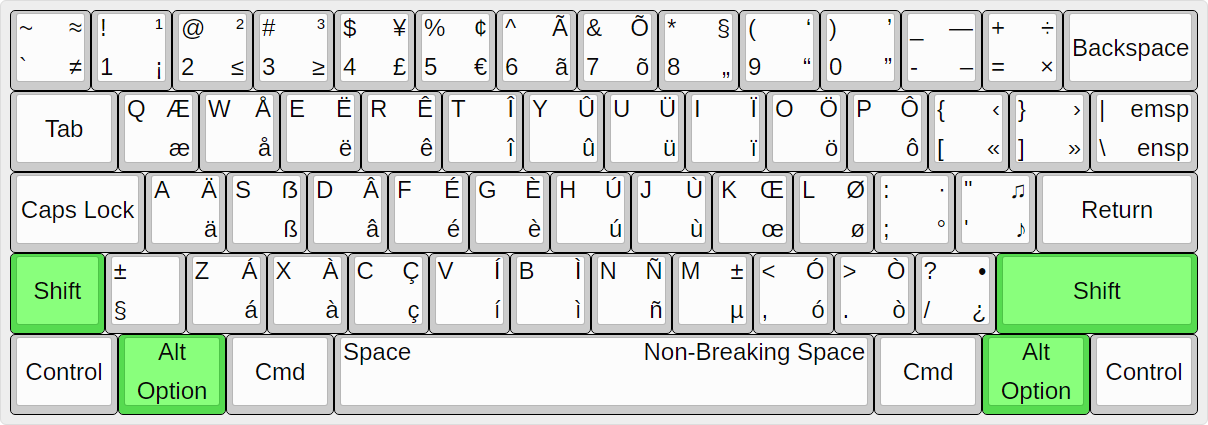 ~ ≈ ! ¹ @ ² # ³ $ ¥ % ¢ ^ Ã & Õ * § ( ‘ ) ’ _ — + ÷ Backspace
` ≠ 1 ¡ 2 ≤ 3 ≥ 4 £ 5 € 6 ã 7 õ 8 „ 9 “ 0 ” - – = ×
Tab Q Æ W Å E Ë R Ê T Î Y Û U Ü I Ï O Ö P Ô { ‹ } › | emsp
æ å ë ê î û ü ï ö ô [ « ] » \ ensp
Caps Lock A Ä S ẞ D Â F É G È H Ú J Ù K Œ L Ø : · " ♫ Return
ä ß â é è ú ù œ ø ; ° ' ♪
Shift ± Z Á X À C Ç V Í B Ì N Ñ M ± < Ó > Ò ? • Shift
§ á à ç í ì ñ µ , ó . ò / ¿
Control Alt Cmd Space Non-Breaking Space Cmd Alt Control
Option Option